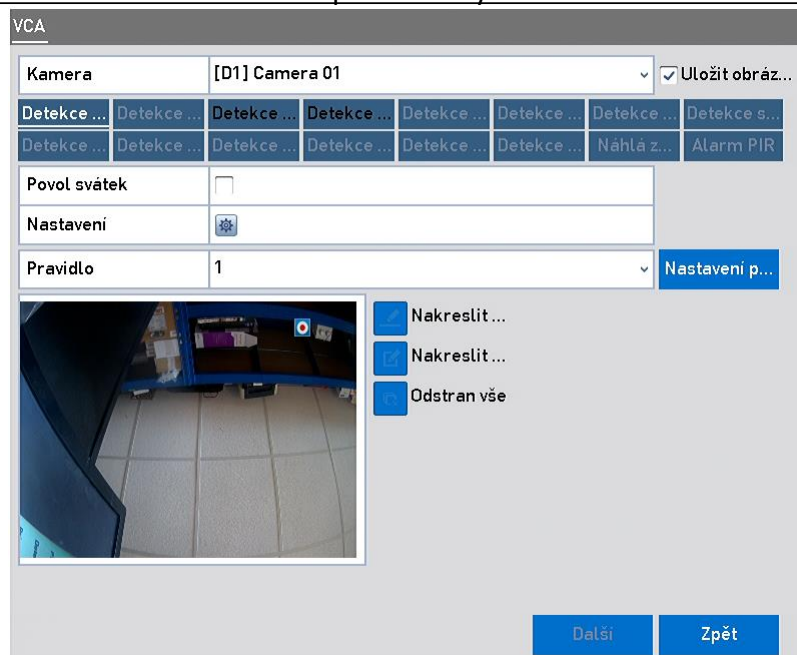 VCA
Kamera [D1] Camera 01 Uložit obráz...
Detekce ... Detekce ... Detekce ... Detekce ... Detekce ... Detekce ... Detekce ... Detekce s...
Detekce ... Detekce ... Detekce ... Detekce ... Detekce ... Detekce ... Náhlá z... Alarm PIR
Povol svátek
Nastavení
Pravidlo 1 Nastavení p...
Nakreslit ...
Nakreslit ...
Odstran vše
Další Zpět